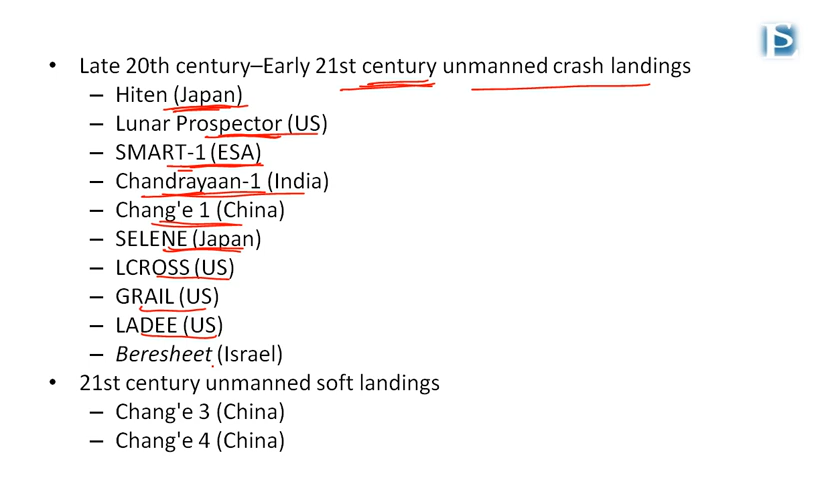 • Late 20th century–Early 21st century unmanned crash landings
– Hiten (Japan)
– Lunar Prospector (US)
– SMART-1 (ESA)
– Chandrayaan-1 (India)
– Chang'e 1 (China)
– SELENE (Japan)
– LCROSS (US)
– GRAIL (US)
– LADEE (US)
– Beresheet (Israel)
• 21st century unmanned soft landings
– Chang'e 3 (China)
– Chang'e 4 (China)